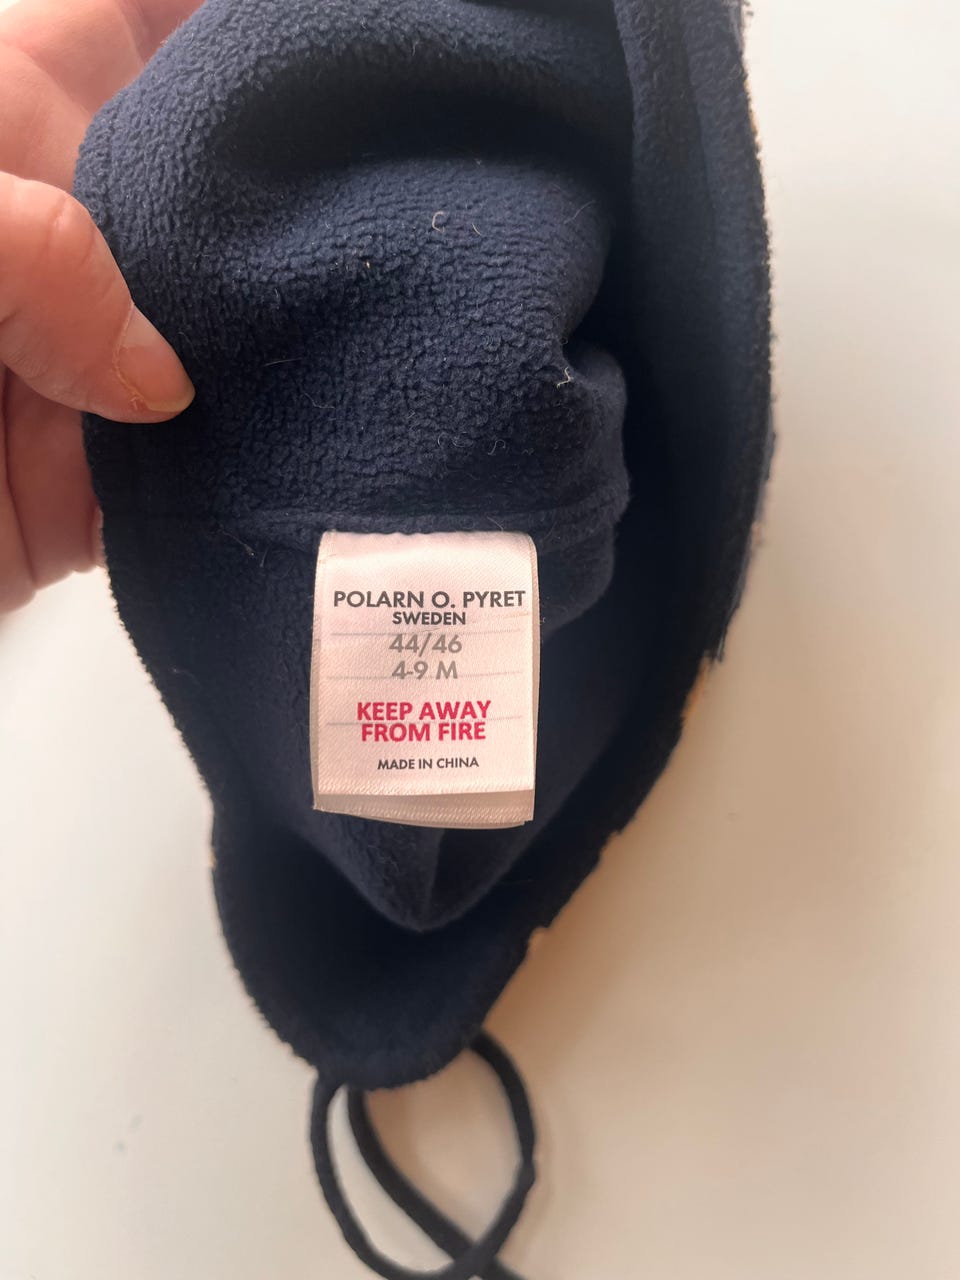 POLARN O. PYRET
SWEDEN
44/46
4-9 M
KEEP AWAY
FROM FIRE
MADE IN CHINA